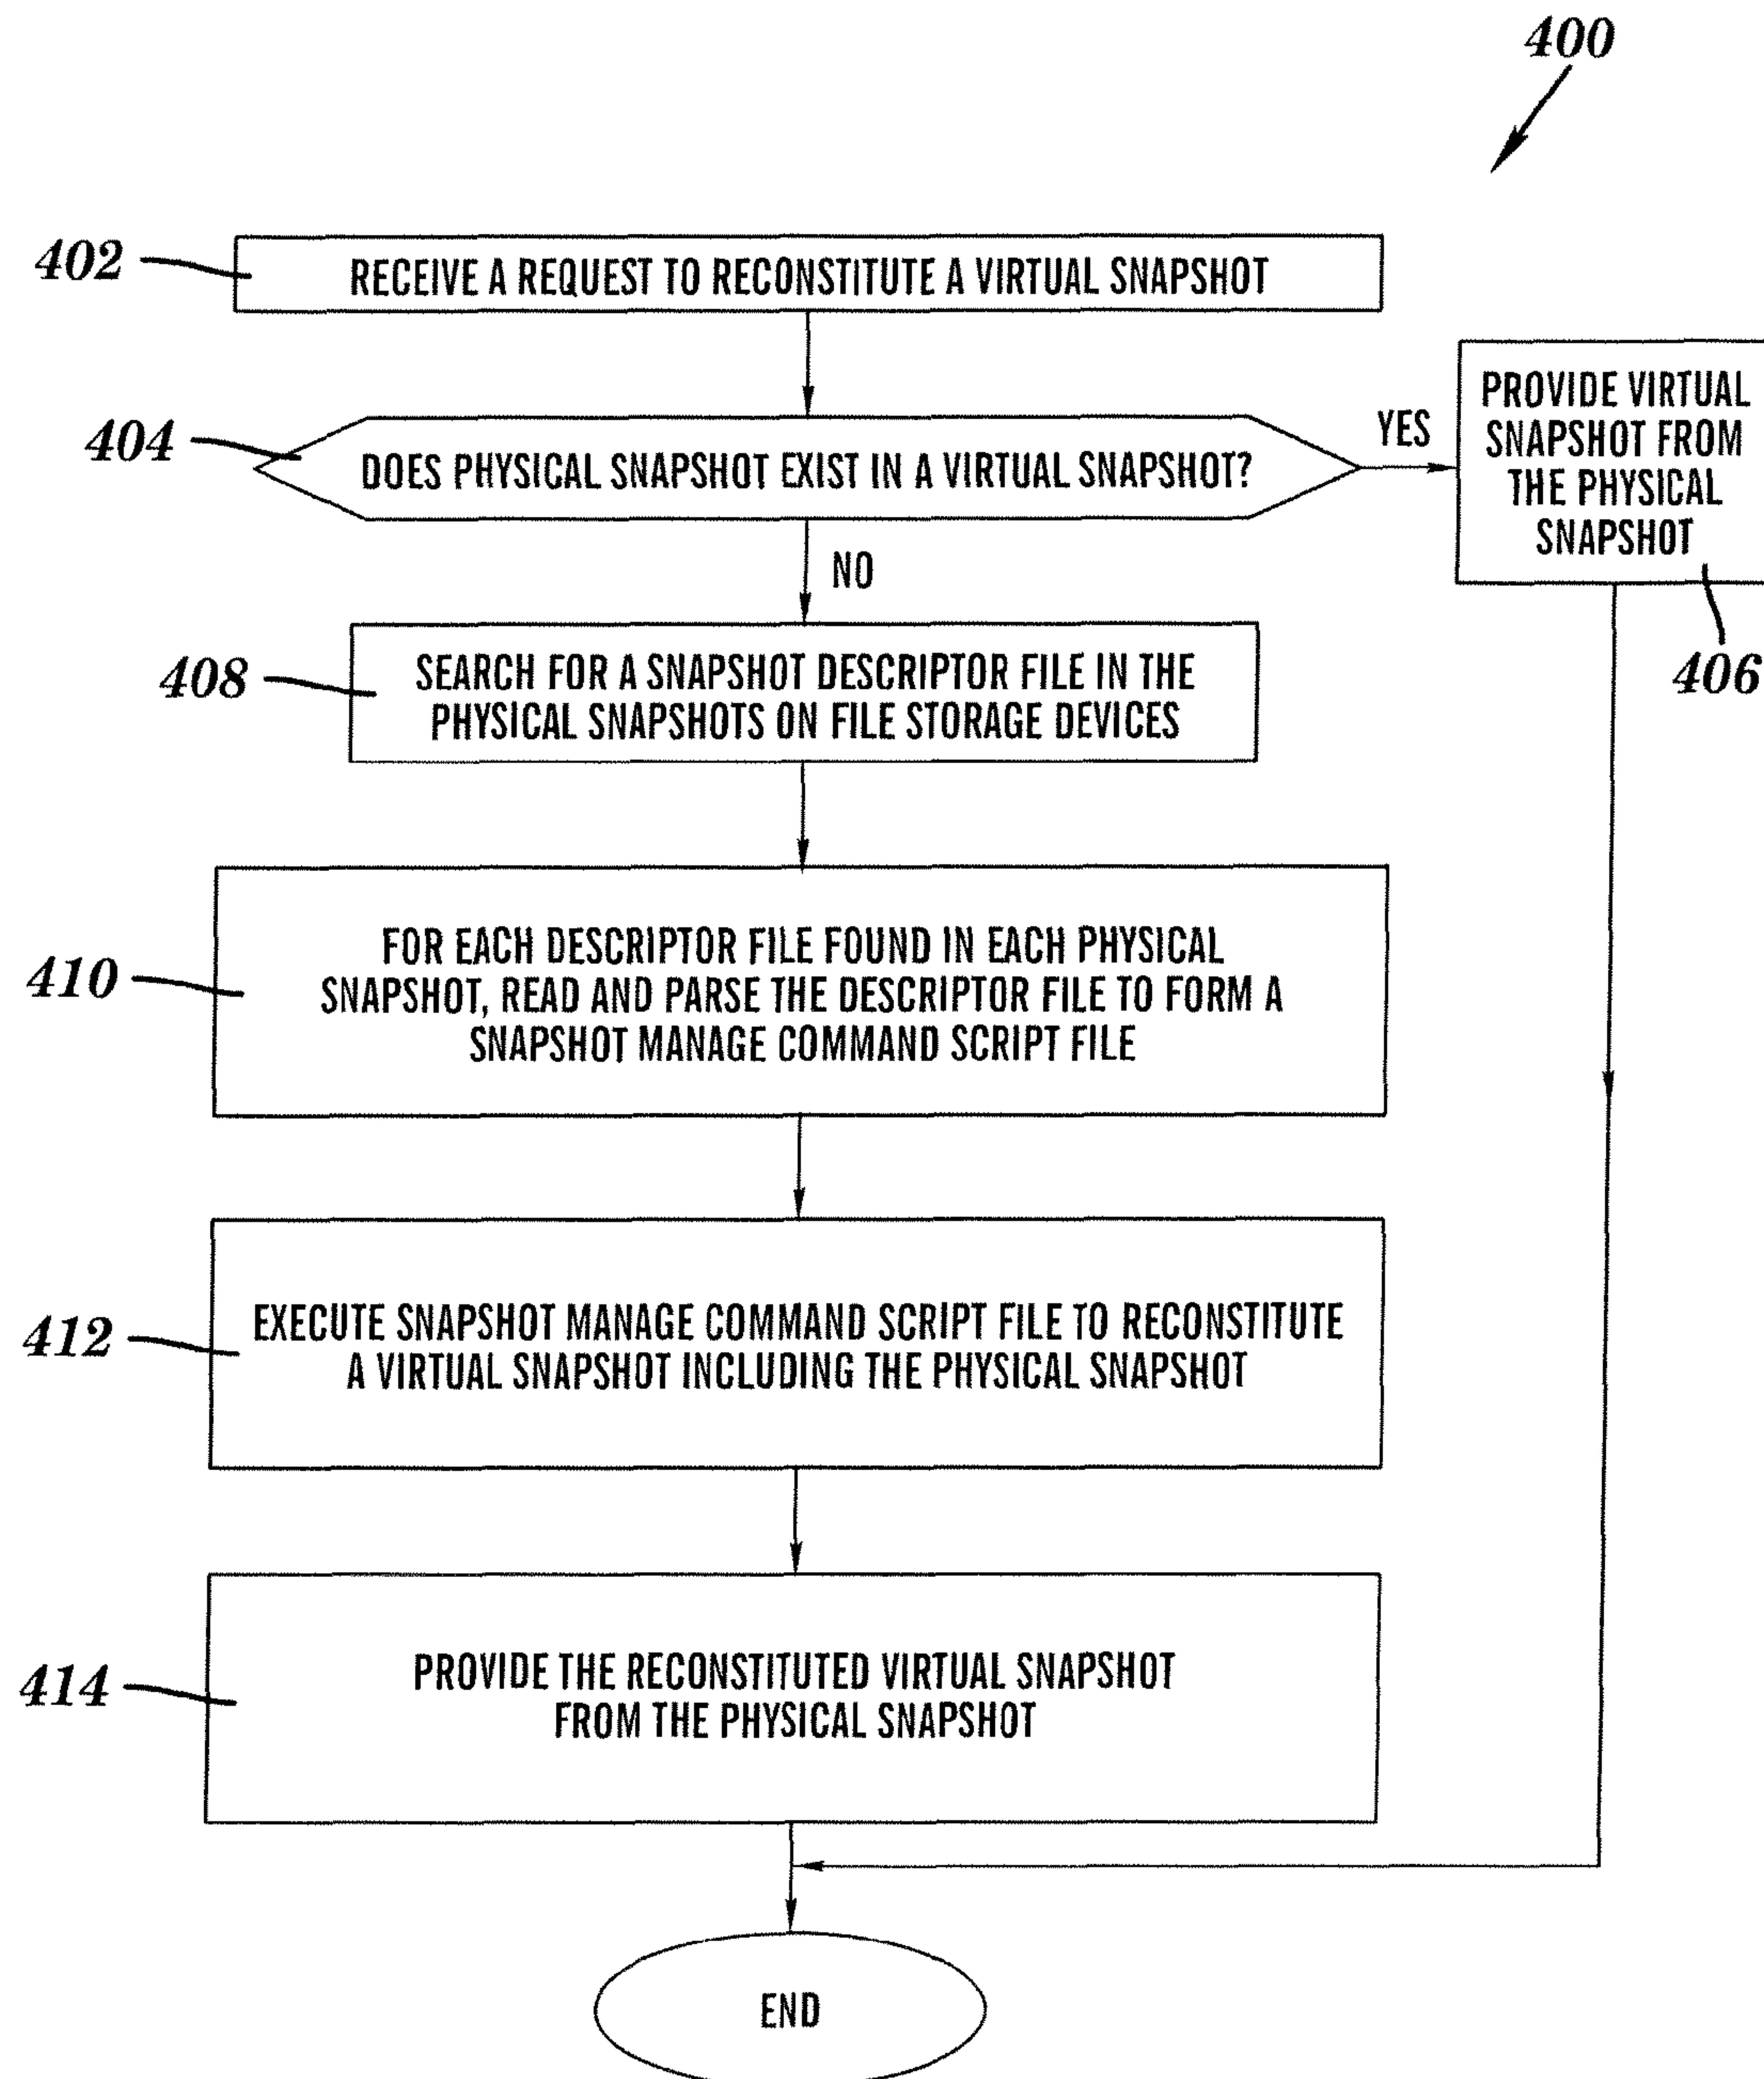 400
402
RECEIVE A REQUEST TO RECONSTITUTE A VIRTUAL SNAPSHOT
404
DOES PHYSICAL SNAPSHOT EXIST IN A VIRTUAL SNAPSHOT?
YES
PROVIDE VIRTUAL
SNAPSHOT FROM
THE PHYSICAL
SNAPSHOT
406
NO
408
SEARCH FOR A SNAPSHOT DESCRIPTOR FILE IN THE
PHYSICAL SNAPSHOTS ON FILE STORAGE DEVICES
410
FOR EACH DESCRIPTOR FILE FOUND IN EACH PHYSICAL
SNAPSHOT, READ AND PARSE THE DESCRIPTOR FILE TO FORM A
SNAPSHOT MANAGE COMMAND SCRIPT FILE
412
EXECUTE SNAPSHOT MANAGE COMMAND SCRIPT FILE TO RECONSTITUTE
A VIRTUAL SNAPSHOT INCLUDING THE PHYSICAL SNAPSHOT
414
PROVIDE THE RECONSTITUTED VIRTUAL SNAPSHOT
FROM THE PHYSICAL SNAPSHOT
END